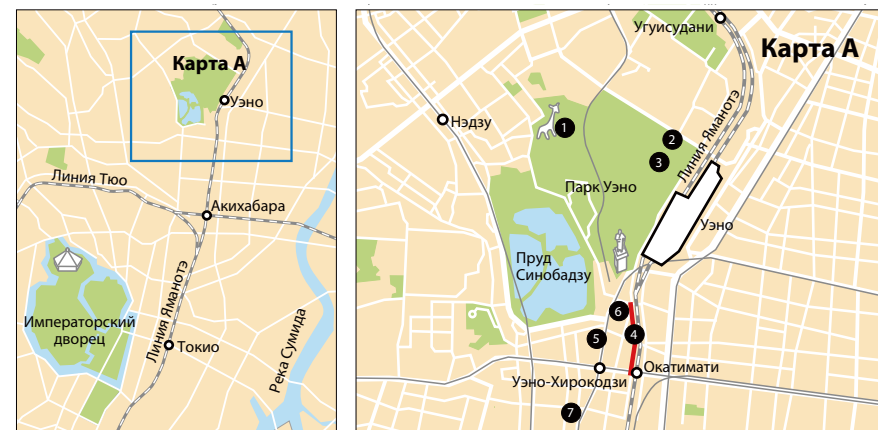 Карта А
Уэно
Линия Тюо
Акихабара
Императорский
дворец
Линия Яманотэ
Токио
Река Сумида
Угуисудани
Карта А
Нэдзу
1
2
3
Линия Яманотэ
Парк Уэно
Уэно
Пруд
Синобадзу
6
5
4
Уэно-Хирокодзи
Окатимати
7